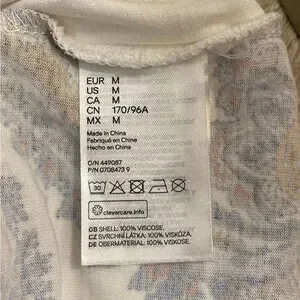 EUR M
US M
CA M
CN 170/96A
MX M
Made in China
Fabriqué en Chine
Hecho en China
O/N 449087
P/N 0708473 9
30
clevercare.info
GB SHELL: 100% VISCOSE.
CZ SVRCHNÍ LÁTKA: 100% VISKÓZA.
DE OBERMATERIAL: 100% VISKOSE.